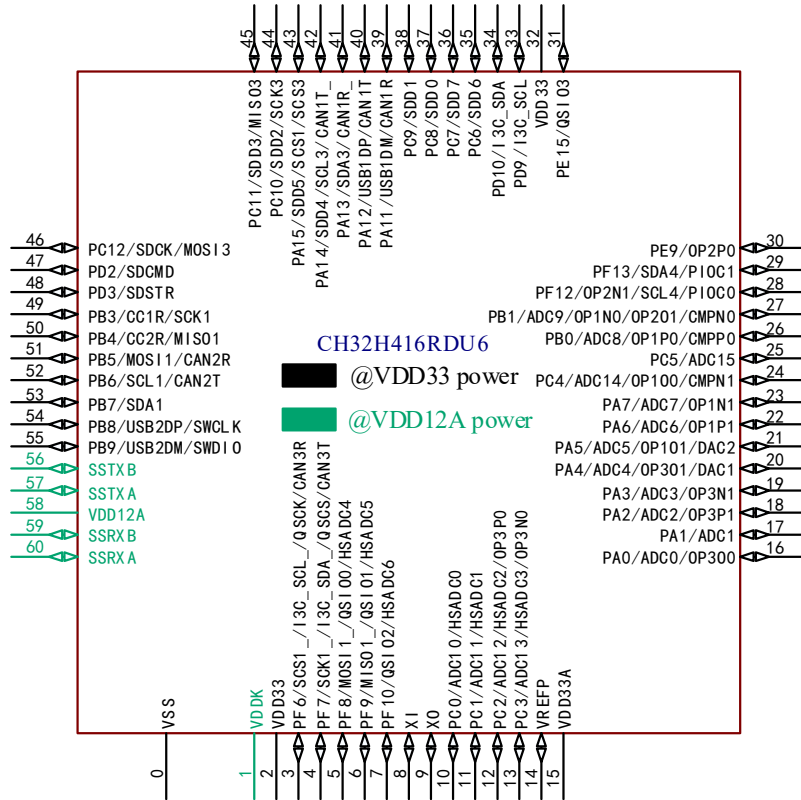 45
44
43
42
41
40
39
38
37
36
35
34
33
32
31
PC11/SDD3/MISO3
PC10/SDD2/SCK3
PA15/SDD5/SCS1/SCS3
PA14/SDD4/SCL3/CAN1T_
PA13/SDA3/CAN1R_
PA12/USB1DP/CAN1T
PA11/USB1DM/CAN1R
PC9/SDD1
PC8/SDD0
PC7/SDD7
PC6/SDD6
PD10/I3C_SDA
PD9/I3C_SCL
VDD33
PE15/QSIO3
46 PC12/SDCK/MOSI3
47 PD2/SDCMD
48 PD3/SDSTR
49 PB3/CC1R/SCK1
50 PB4/CC2R/MISO1
51 PB5/MOSI1/CAN2R
52 PB6/SCL1/CAN2T
53 PB7/SDA1
54 PB8/USB2DP/SWCLK
55 PB9/USB2DM/SWDIO
56 SSTXB
57 SSTXA
58 VDD12A
59 SSRXB
60 SSRXA
CH32H416RDU6
@VDD33 power
@VDD12A power
PE9/OP2P0 30
PF13/SDA4/PIOC1 29
PF12/OP2N1/SCL4/PIOC0 28
PB1/ADC9/OP1N0/OP2O1/CMPN0 27
PB0/ADC8/OP1P0/CMPP0 26
PC5/ADC15 25
PC4/ADC14/OP1O0/CMPN1 24
PA7/ADC7/OP1N1 23
PA6/ADC6/OP1P1 22
PA5/ADC5/OP1O1/DAC2 21
PA4/ADC4/OP3O1/DAC1 20
PA3/ADC3/OP3N1 19
PA2/ADC2/OP3P1 18
PA1/ADC1 17
PA0/ADC0/OP3O0 16
VSS
VDDK
VDD33
PF6/SCS1_/I3C_SCL_/QSCK/CAN3R
PF7/SCK1_/I3C_SDA_/QSCS/CAN3T
PF8/MOSI1_/QSIO0/HSADC4
PF9/MISO1_/QSIO1/HSADC5
PF10/QSIO2/HSADC6
XI
XO
PC0/ADC10/HSADC0
PC1/ADC11/HSADC1
PC2/ADC12/HSADC2/OP3P0
PC3/ADC13/HSADC3/OP3N0
VREFP
VDD33A
0
1
2
3
4
5
6
7
8
9
10
11
12
13
14
15